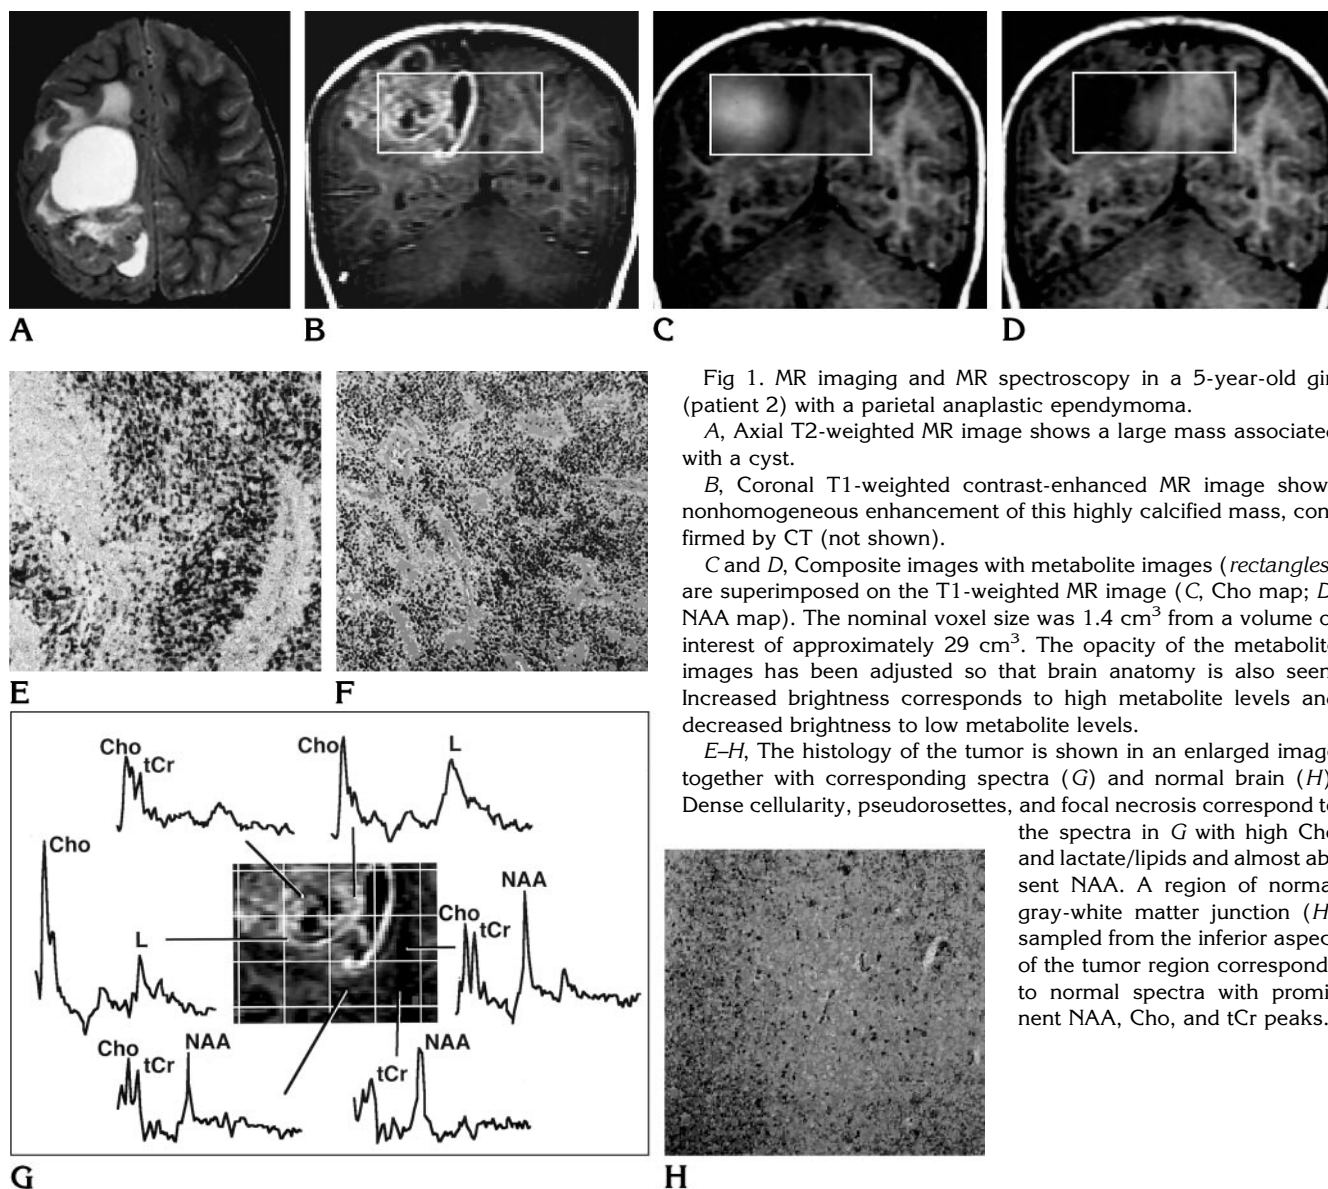 A
B
C
D
E
F
Fig 1. MR imaging and MR spectroscopy in a 5-year-old gir
(patient 2) with a parietal anaplastic ependymoma.
A, Axial T2-weighted MR image shows a large mass associated
with a cyst.
B, Coronal T1-weighted contrast-enhanced MR image show
nonhomogeneous enhancement of this highly calcified mass, con
firmed by CT (not shown).
C and D, Composite images with metabolite images (rectangles
are superimposed on the T1-weighted MR image (C, Cho map; D
NAA map). The nominal voxel size was 1.4 cm³ from a volume o
interest of approximately 29 cm³. The opacity of the metabolite
images has been adjusted so that brain anatomy is also seen
Increased brightness corresponds to high metabolite levels and
decreased brightness to low metabolite levels.
E–H, The histology of the tumor is shown in an enlarged image
together with corresponding spectra (G) and normal brain (H)
Dense cellularity, pseudorosettes, and focal necrosis correspond to
the spectra in G with high Cho
and lactate/lipids and almost ab
sent NAA. A region of norma
gray-white matter junction (H
sampled from the inferior aspec
of the tumor region correspond
to normal spectra with promi
nent NAA, Cho, and tCr peaks.
Cho
tCr
Cho
L
Cho
L
NAA
Cho
tCr
Cho
tCr
NAA
tCr
NAA
G
H